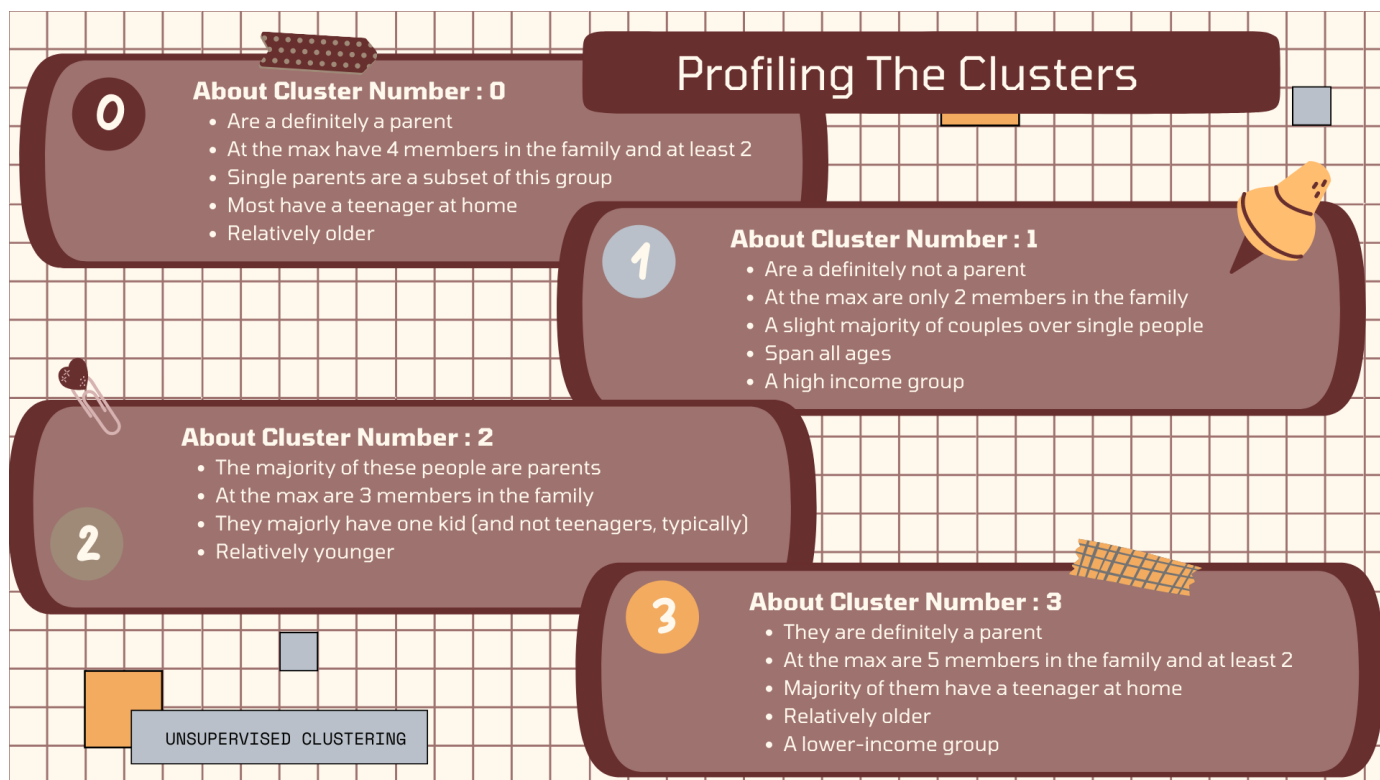 Profiling The Clusters
0
About Cluster Number : 0
• Are a definitely a parent
• At the max have 4 members in the family and at least 2
• Single parents are a subset of this group
• Most have a teenager at home
• Relatively older
1
About Cluster Number : 1
• Are a definitely not a parent
• At the max are only 2 members in the family
• A slight majority of couples over single people
• Span all ages
• A high income group
2
About Cluster Number : 2
• The majority of these people are parents
• At the max are 3 members in the family
• They majorly have one kid (and not teenagers, typically)
• Relatively younger
3
About Cluster Number : 3
• They are definitely a parent
• At the max are 5 members in the family and at least 2
• Majority of them have a teenager at home
• Relatively older
• A lower-income group
UNSUPERVISED CLUSTERING